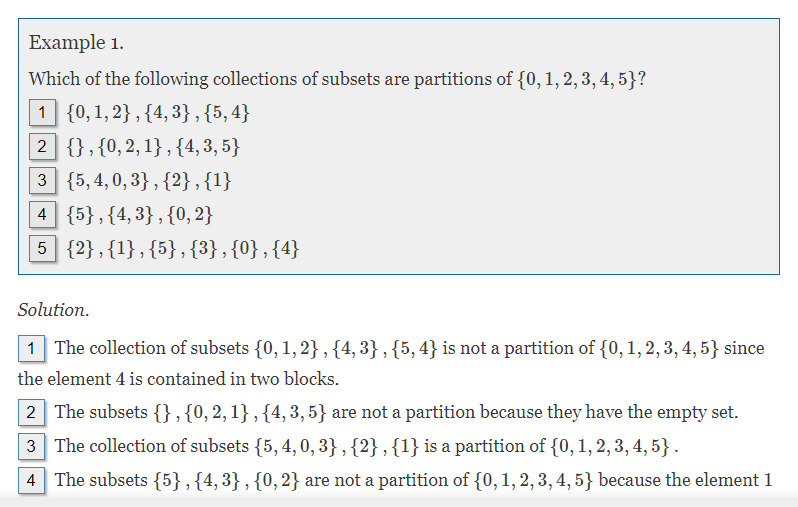 Example 1.
Which of the following collections of subsets are partitions of {0, 1, 2, 3, 4, 5}?
1 {0, 1, 2} , {4, 3} , {5, 4}
2 {} , {0, 2, 1} , {4, 3, 5}
3 {5, 4, 0, 3} , {2} , {1}
4 {5} , {4, 3} , {0, 2}
5 {2} , {1} , {5} , {3} , {0} , {4}
Solution.
1 The collection of subsets {0, 1, 2} , {4, 3} , {5, 4} is not a partition of {0, 1, 2, 3, 4, 5} since
the element 4 is contained in two blocks.
2 The subsets {} , {0, 2, 1} , {4, 3, 5} are not a partition because they have the empty set.
3 The collection of subsets {5, 4, 0, 3} , {2} , {1} is a partition of {0, 1, 2, 3, 4, 5} .
4 The subsets {5} , {4, 3} , {0, 2} are not a partition of {0, 1, 2, 3, 4, 5} because the element 1